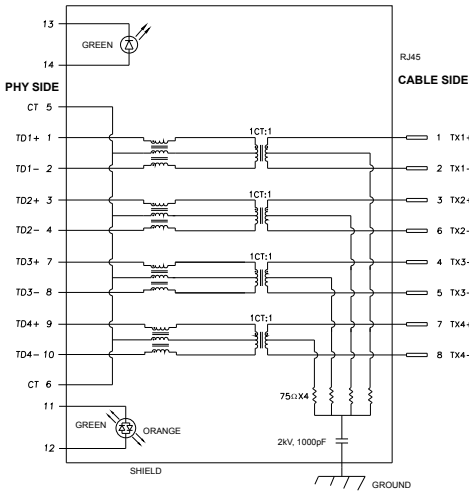 13
GREEN
14
RJ45
PHY SIDE
CABLE SIDE
CT 5
1CT:1
TD1+ 1
1 TX1+
TD1- 2
2 TX1-
1CT:1
TD2+ 3
3 TX2+
TD2- 4
6 TX2-
1CT:1
TD3+ 7
4 TX3+
TD3- 8
5 TX3-
1CT:1
TD4+ 9
7 TX4+
TD4- 10
8 TX4-
CT 6
75ΩX4
11
GREEN
ORANGE
2kV, 1000pF
12
SHIELD
GROUND